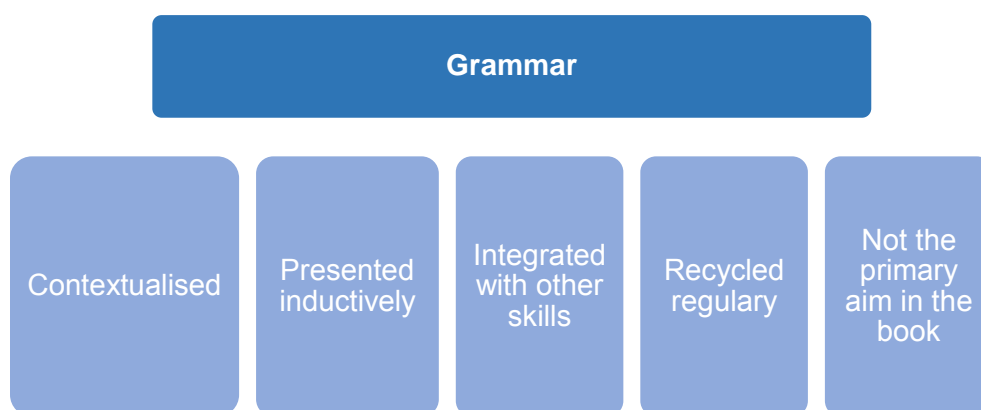 Grammar
Contextualised
Presented
inductively
Integrated
with other
skills
Recycled
regulary
Not the
primary
aim in the
book